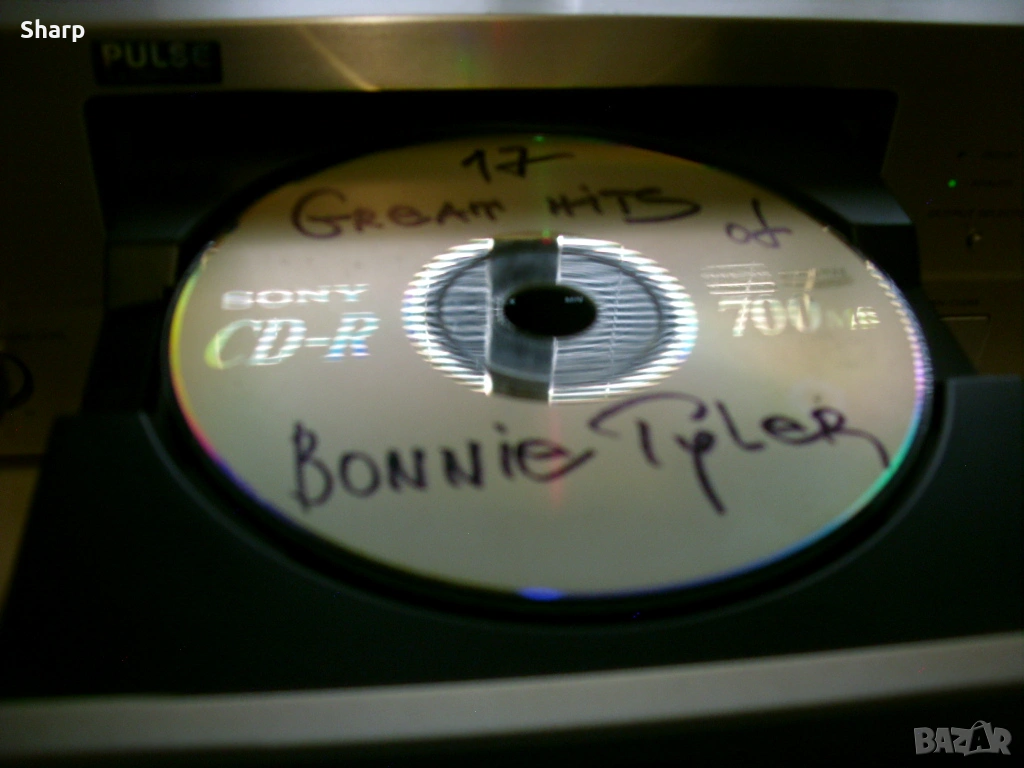 Sharp
PULSE
17
GREAT HITS of
SONY
CD-R
700MB
BONNIE TYLER
BAZAR